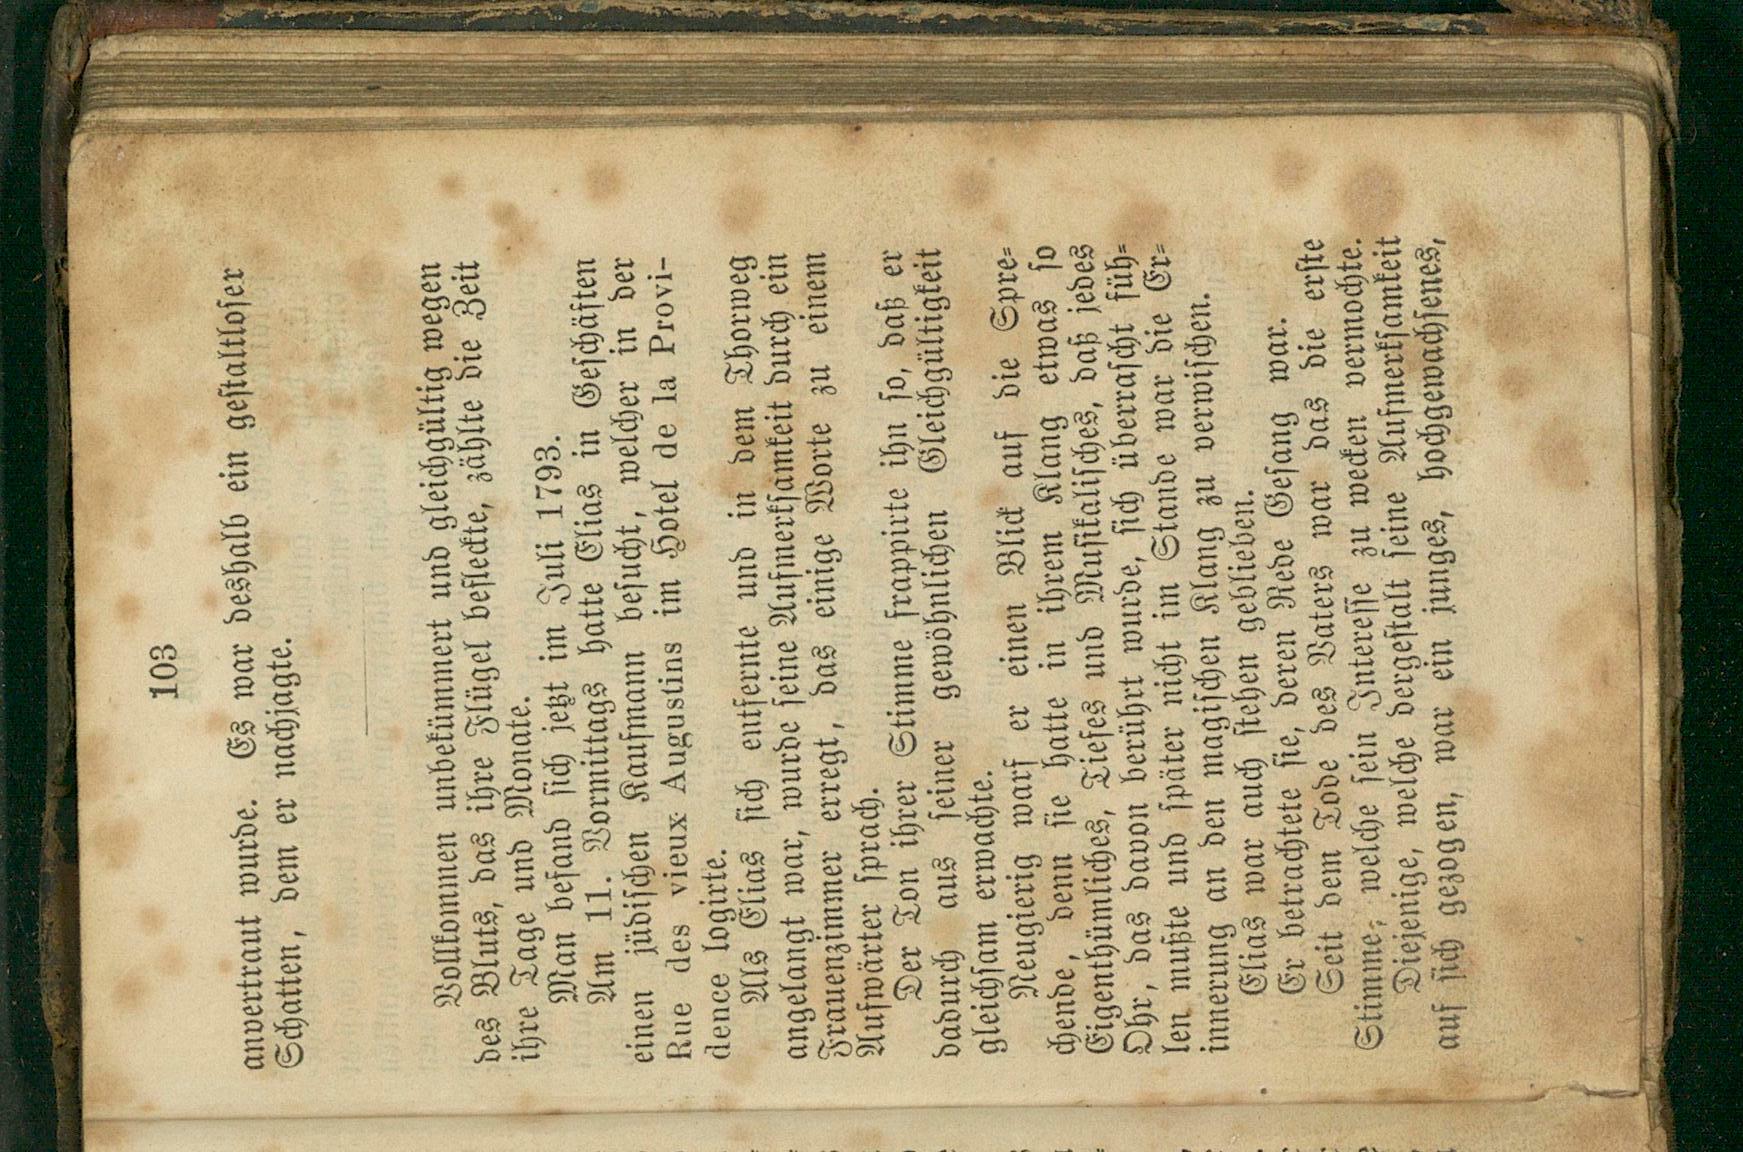 103
anvertraut wurde. Es war deshalb ein gestaltloser
Schatten, dem er nachjagte.
Vollkommen unbekümmert und gleichgültig wegen
des Bluts, das ihre Flügel befleckte, zählte die Zeit
ihre Tage und Monate.
Man befand sich jetzt im Juli 1793.
Am 11. Vormittags hatte Elias in Geschäften
einen jüdischen Kaufmann besucht, welcher in der
Rue des vieux Augustins im Hotel de la Provi-
dence logirte.
Als Elias sich entfernte und in dem Thorweg
angelangt war, wurde seine Aufmerksamkeit durch ein
Frauenzimmer erregt, das einige Worte zu einem
Aufwärter sprach.
Der Ton ihrer Stimme frappirte ihn so, daß er
dadurch aus seiner gewöhnlichen Gleichgültigkeit
gleichsam erwachte.
Neugierig warf er einen Blick auf die Spre-
chende, denn sie hatte in ihrem Klang etwas so
Eigenthümliches, Tiefes und Musikalisches, daß jedes
Ohr, das davon berührt wurde, sich überrascht füh-
len mußte und später nicht im Stande war die Er-
innerung an den magischen Klang zu verwischen.
Elias war auch stehen geblieben.
Er betrachtete sie, deren Rede Gesang war.
Seit dem Tode des Vaters war das die erste
Stimme, welche sein Interesse zu wecken vermochte.
Diejenige, welche dergestalt seine Aufmerksamkeit
auf sich gezogen, war ein junges, hochgewachsenes,